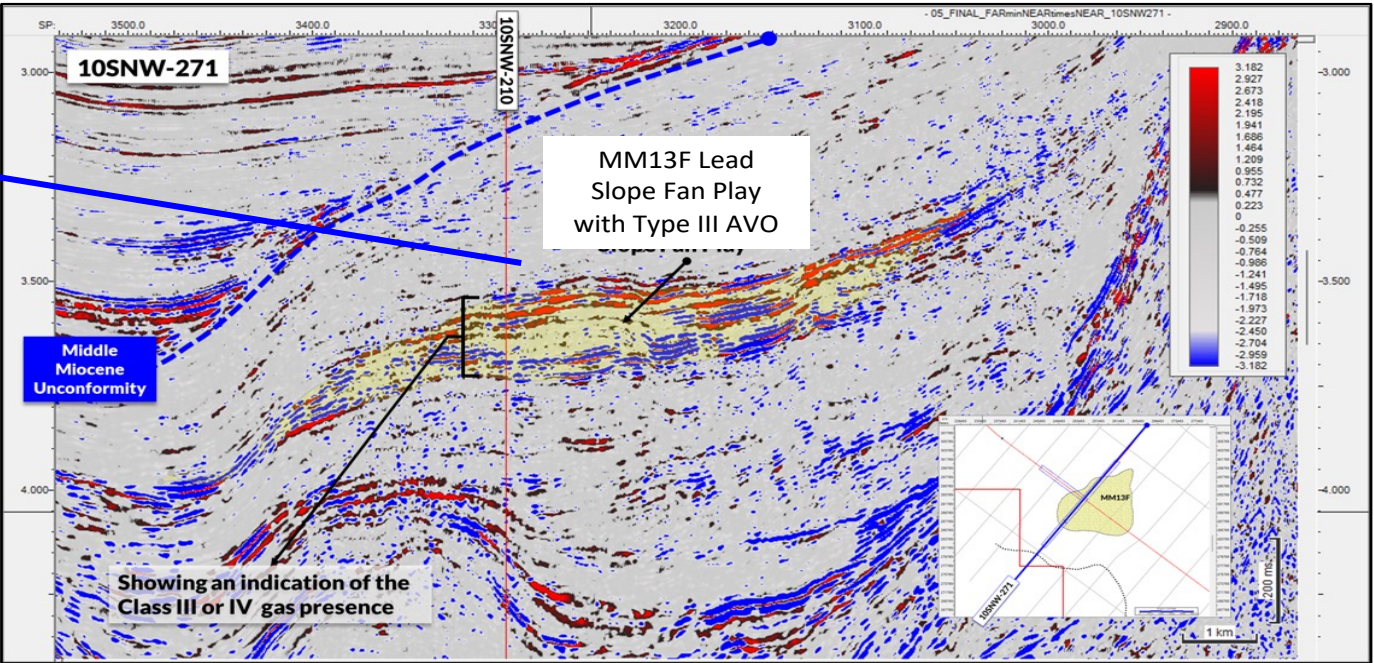 - 05_FINAL_FARminNEARtimesNEAR_10SNW271 -
SP: 3500.0 3400.0 3300.0 3200.0 3100.0 3000.0 2900.0
10SNW-271
10SNW-210
3.000
3.500
4.000
-3.000
-3.500
-4.000
MM13F Lead
Slope Fan Play
with Type III AVO
Slope Fan Play
Middle
Miocene
Unconformity
Showing an indication of the
Class III or IV gas presence
3.182
2.927
2.673
2.418
2.195
1.941
1.686
1.464
1.209
0.955
0.732
0.477
0.223
0
-0.255
-0.509
-0.764
-0.986
-1.241
-1.495
-1.718
-1.973
-2.227
-2.450
-2.704
-2.959
-3.182
MM13F
10SNW-271
200 ms
1 km